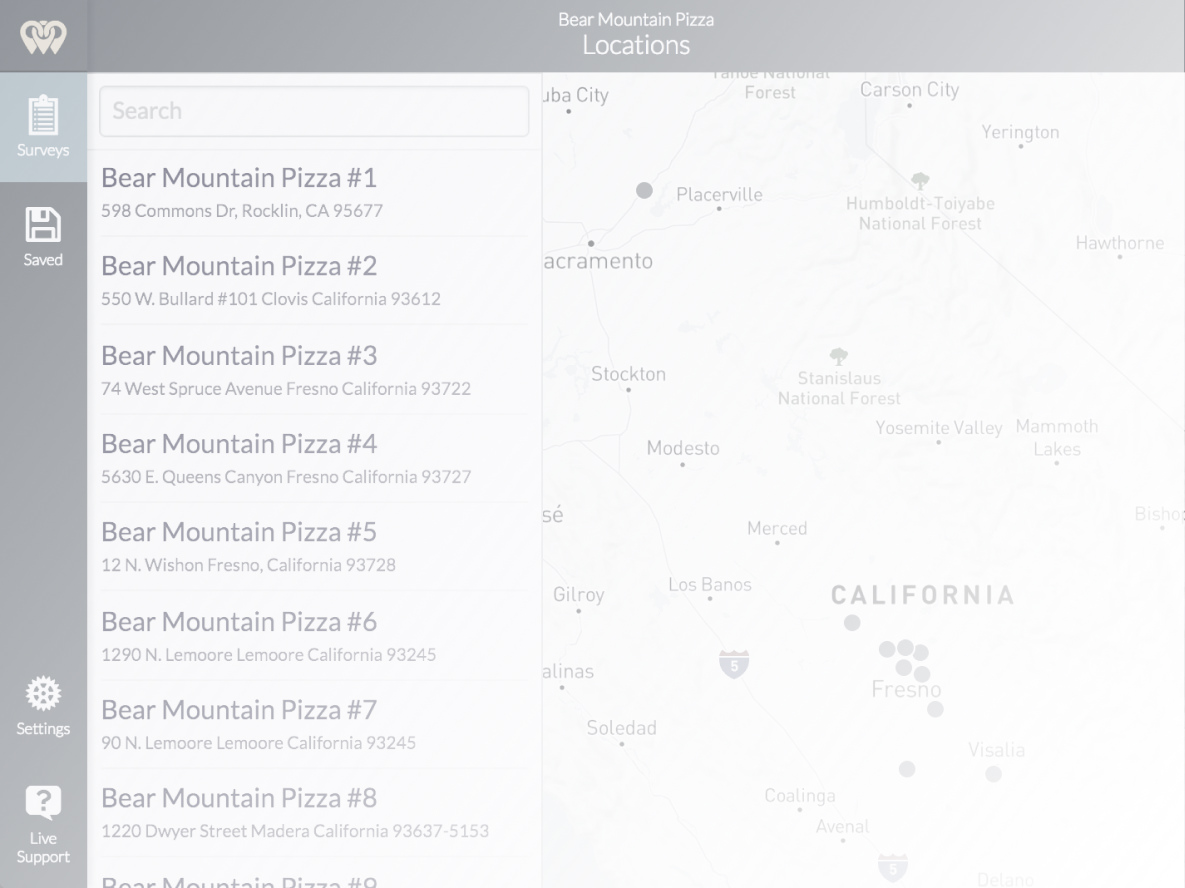 Bear Mountain Pizza
Locations
Surveys
Saved
Settings
?
Live
Support
Search
Bear Mountain Pizza #1
598 Commons Dr, Rocklin, CA 95677
Bear Mountain Pizza #2
550 W. Bullard #101 Clovis California 93612
Bear Mountain Pizza #3
74 West Spruce Avenue Fresno California 93722
Bear Mountain Pizza #4
5630 E. Queens Canyon Fresno California 93727
Bear Mountain Pizza #5
12 N. Wishon Fresno, California 93728
Bear Mountain Pizza #6
1290 N. Lemoore Lemoore California 93245
Bear Mountain Pizza #7
90 N. Lemoore Lemoore California 93245
Bear Mountain Pizza #8
1220 Dwyer Street Madera California 93637-5153
Bear Mountain Pizza #9
Tahoe National
Forest
uba City
Carson City
Yerington
Placerville
Humboldt-Toiyabe
National Forest
Hawthorne
acramento
Stockton
Stanislaus
National Forest
Yosemite Valley
Mammoth
Lakes
Modesto
sé
Bisho
Merced
Los Banos
Gilroy
CALIFORNIA
5
alinas
Fresno
Soledad
Visalia
Coalinga
Avenal
5
Delano